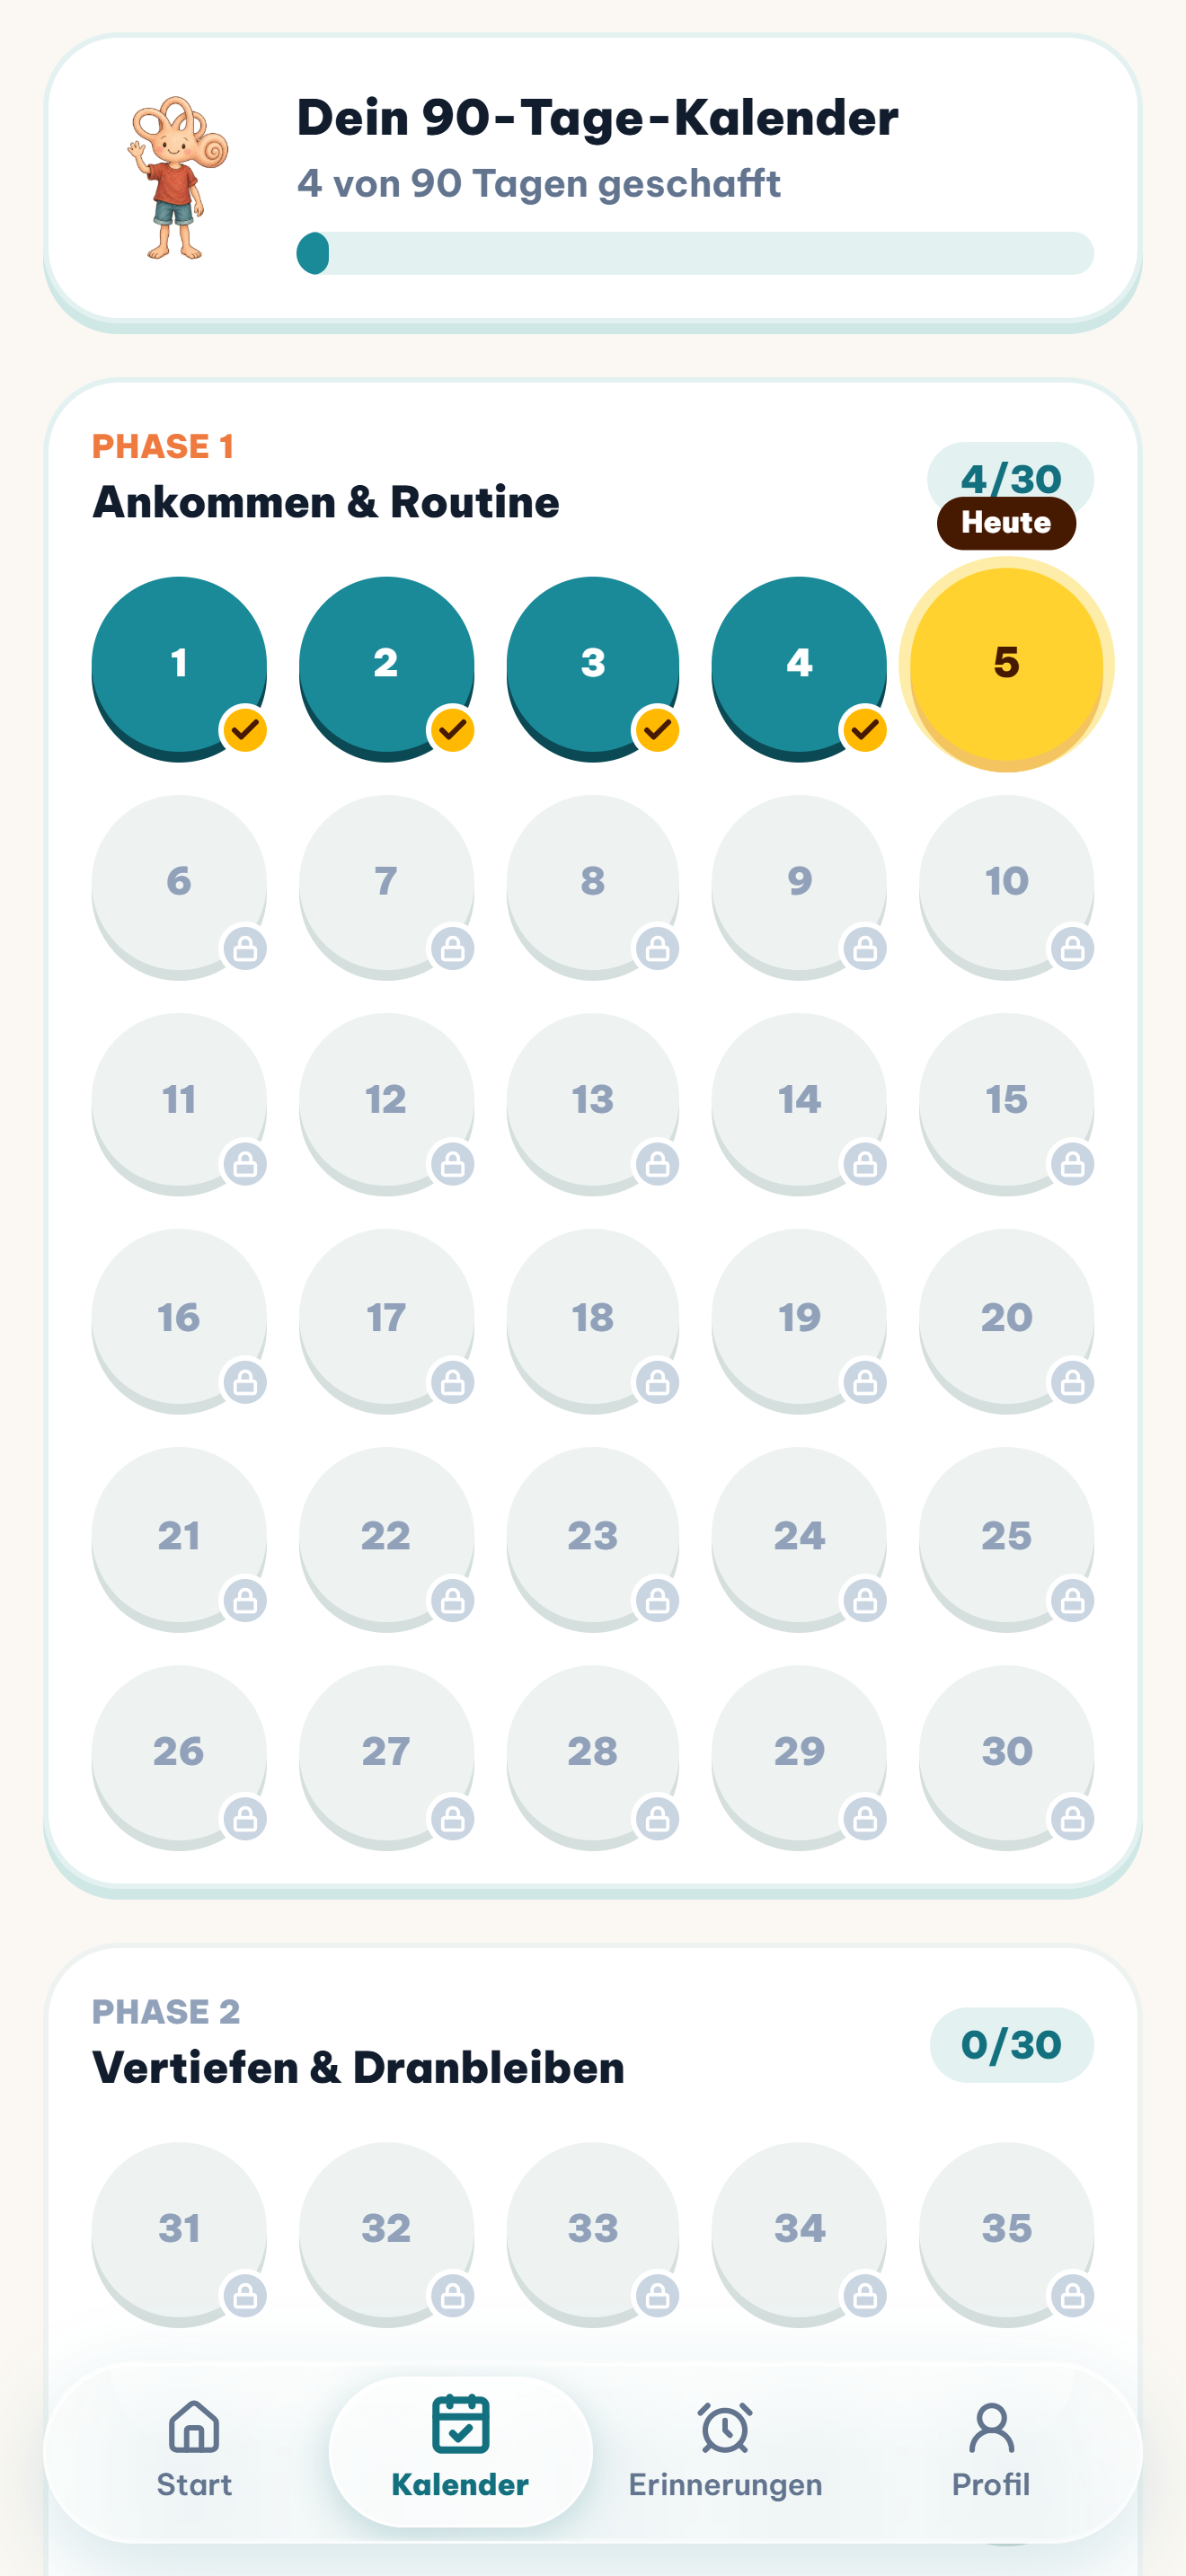 Dein 90-Tage-Kalender
4 von 90 Tagen geschafft
PHASE 1
Ankommen & Routine
4/30
Heute
1 2 3 4 5
6 7 8 9 10
11 12 13 14 15
16 17 18 19 20
21 22 23 24 25
26 27 28 29 30
PHASE 2
Vertiefen & Dranbleiben
0/30
31 32 33 34 35
Start Kalender Erinnerungen Profil